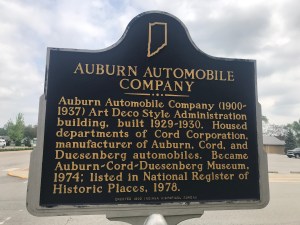 AUBURN AUTOMOBILE
COMPANY
Auburn Automobile Company (1900-
1937) Art Deco Style Administration
building, built 1929-1930. Housed
departments of Cord Corporation,
manufacturer of Auburn, Cord, and
Duesenberg automobiles. Became
Auburn-Cord-Duesenberg Museum,
1974; listed in National Register of
Historic Places, 1978.